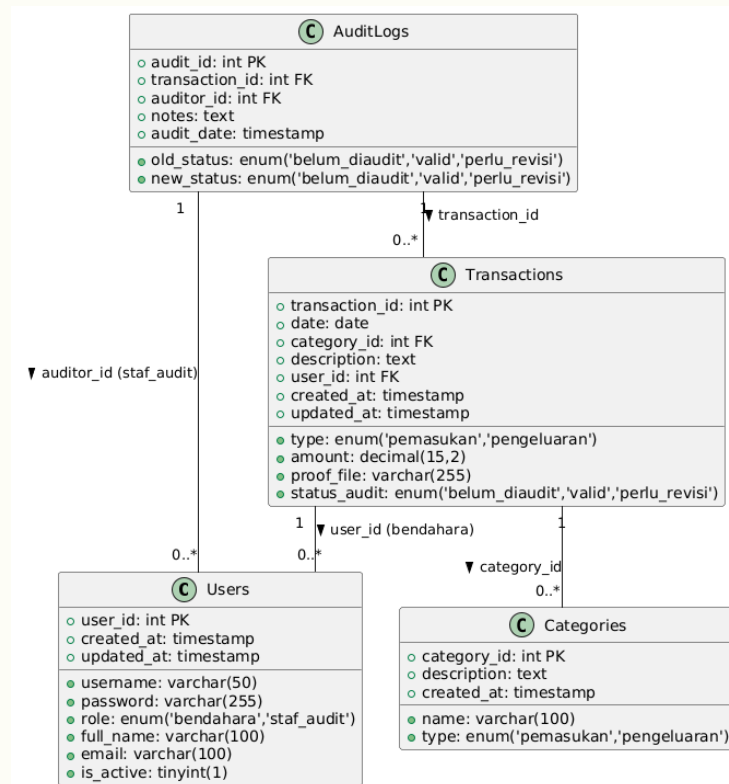 C AuditLogs
audit_id: int PK
transaction_id: int FK
auditor_id: int FK
notes: text
audit_date: timestamp
old_status: enum('belum_diaudit','valid','perlu_revisi')
new_status: enum('belum_diaudit','valid','perlu_revisi')
1
1
transaction_id
0..*
C Transactions
transaction_id: int PK
date: date
category_id: int FK
description: text
user_id: int FK
created_at: timestamp
updated_at: timestamp
type: enum('pemasukan','pengeluaran')
amount: decimal(15,2)
proof_file: varchar(255)
status_audit: enum('belum_diaudit','valid','perlu_revisi')
auditor_id (staf_audit)
1
1
user_id (bendahara)
0..*
0..*
category_id
0..*
C Users
user_id: int PK
created_at: timestamp
updated_at: timestamp
username: varchar(50)
password: varchar(255)
role: enum('bendahara','staf_audit')
full_name: varchar(100)
email: varchar(100)
is_active: tinyint(1)
C Categories
category_id: int PK
description: text
created_at: timestamp
name: varchar(100)
type: enum('pemasukan','pengeluaran')